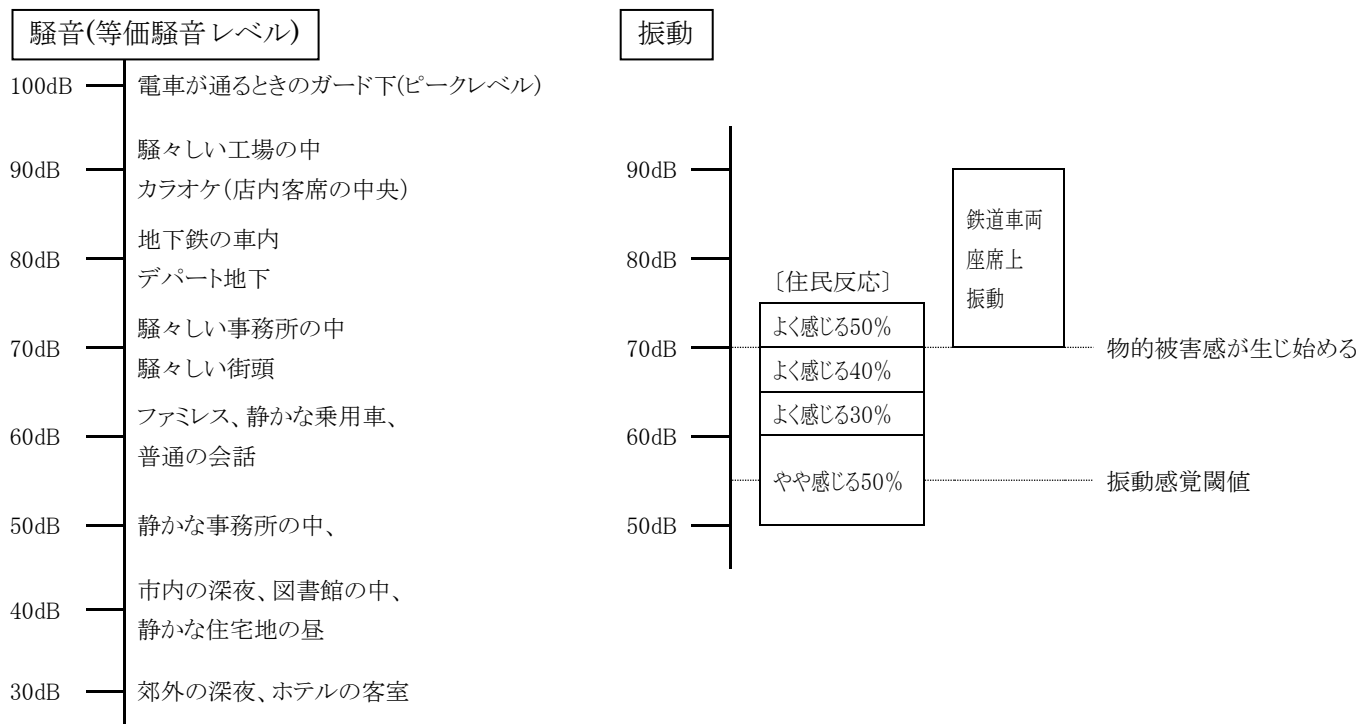 騒音(等価騒音レベル)
100dB 電車が通るときのガード下(ピークレベル)
騒々しい工場の中
90dB
カラオケ(店内客席の中央)
地下鉄の車内
80dB
デパート地下
騒々しい事務所の中
70dB
騒々しい街頭
ファミレス、静かな乗用車、
60dB
普通の会話
50dB 静かな事務所の中、
市内の深夜、図書館の中、
40dB
静かな住宅地の昼
30dB 郊外の深夜、ホテルの客室
振動
90dB
80dB
70dB
60dB
50dB
〔住民反応〕
よく感じる50%
よく感じる40%
よく感じる30%
やや感じる50%
鉄道車両
座席上
振動
物的被害感が生じ始める
振動感覚閾値